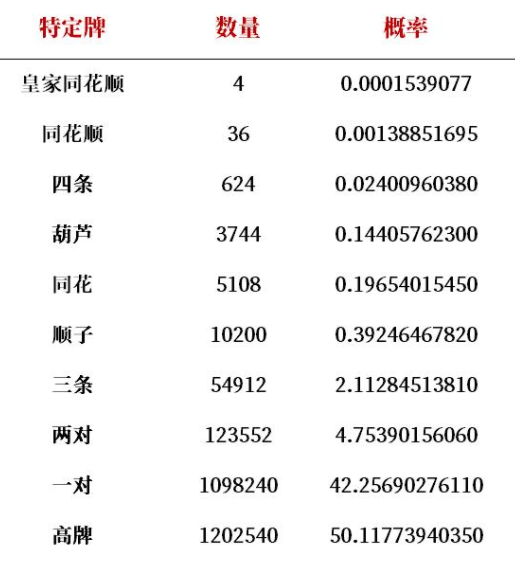 特定牌 数量 概率
皇家同花顺 4 0.0001539077
同花顺 36 0.00138851695
四条 624 0.02400960380
葫芦 3744 0.14405762300
同花 5108 0.19654015450
顺子 10200 0.39246467820
三条 54912 2.11284513810
两对 123552 4.75390156060
一对 1098240 42.25690276110
高牌 1202540 50.11773940350